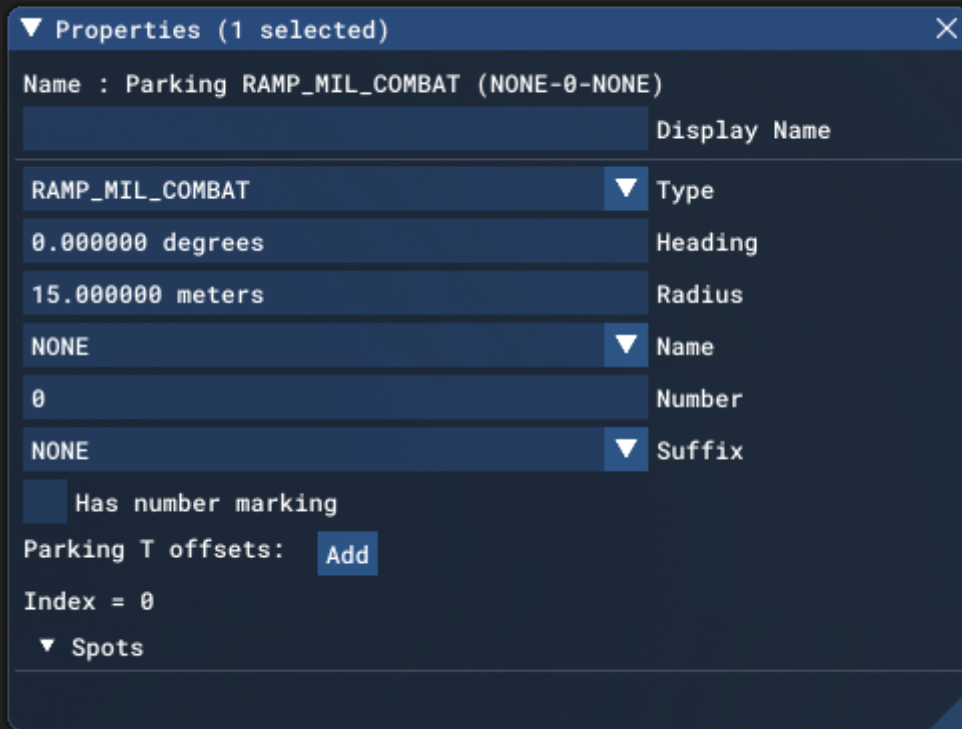 Properties (1 selected)
Name : Parking RAMP_MIL_COMBAT (NONE-0-NONE)
Display Name
RAMP_MIL_COMBAT Type
0.000000 degrees Heading
15.000000 meters Radius
NONE Name
0 Number
NONE Suffix
Has number marking
Parking T offsets: Add
Index = 0
Spots